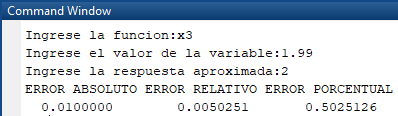 Command Window
Ingrese la funcion:x3
Ingrese el valor de la variable:1.99
Ingrese la respuesta aproximada:2
ERROR ABSOLUTO ERROR RELATIVO ERROR PORCENTUAL
0.0100000 0.0050251 0.5025126